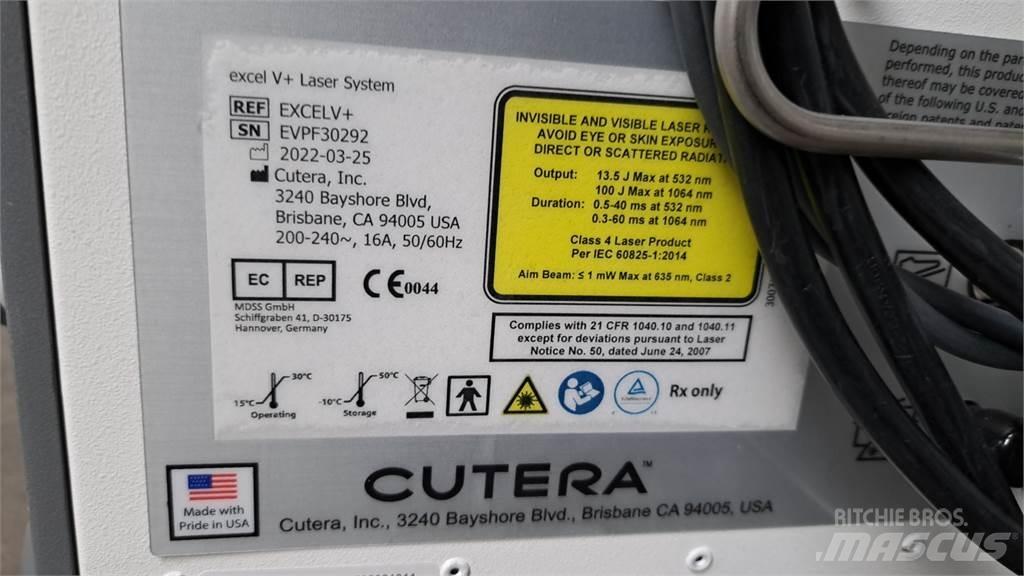 excel V+ Laser System
REF EXCELV+
SN EVPF30292
2022-03-25
Cutera, Inc.
3240 Bayshore Blvd,
Brisbane, CA 94005 USA
200-240~, 16A, 50/60Hz
EC REP
CE 0044
MDSS GmbH
Schiffgraben 41, D-30175
Hannover, Germany
INVISIBLE AND VISIBLE LASER
AVOID EYE OR SKIN EXPOSUR
DIRECT OR SCATTERED RADIAT
Output: 13.5 J Max at 532 nm
100 J Max at 1064 nm
Duration: 0.5-40 ms at 532 nm
0.3-60 ms at 1064 nm
Class 4 Laser Product
Per IEC 60825-1:2014
Aim Beam: ≤ 1 mW Max at 635 nm, Class 2
Complies with 21 CFR 1040.10 and 1040.11
except for deviations pursuant to Laser
Notice No. 50, dated June 24, 2007
15°C 30°C
Operating
-10°C 50°C
Storage
Rx only
Depending on the par
performed, this produc
thereof may be covered
of the following U.S. and
reign patents and pate
Made with
Pride in USA
CUTERA™
Cutera, Inc., 3240 Bayshore Blvd., Brisbane CA 94005, USA
RITCHIE BROS.
MASCUS